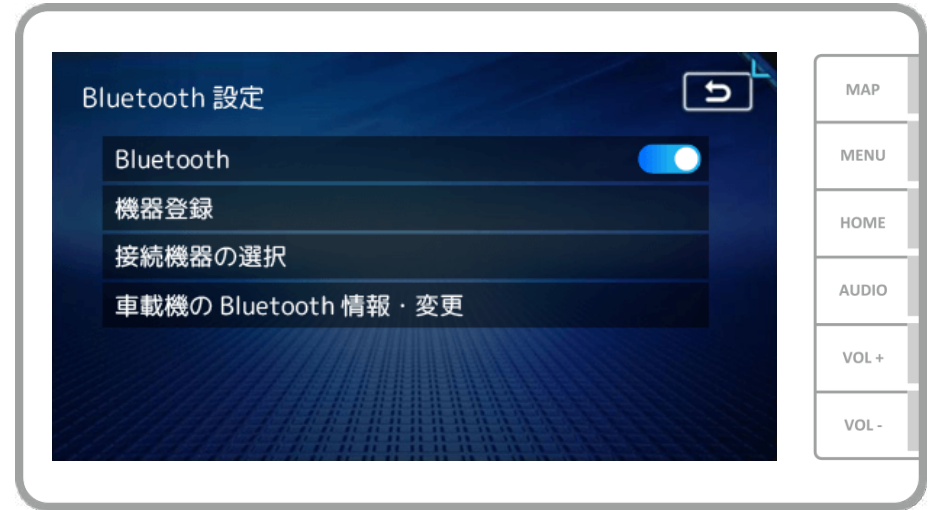 Bluetooth 設定
Bluetooth
機器登録
接続機器の選択
車載機の Bluetooth 情報・変更
MAP
MENU
HOME
AUDIO
VOL +
VOL -